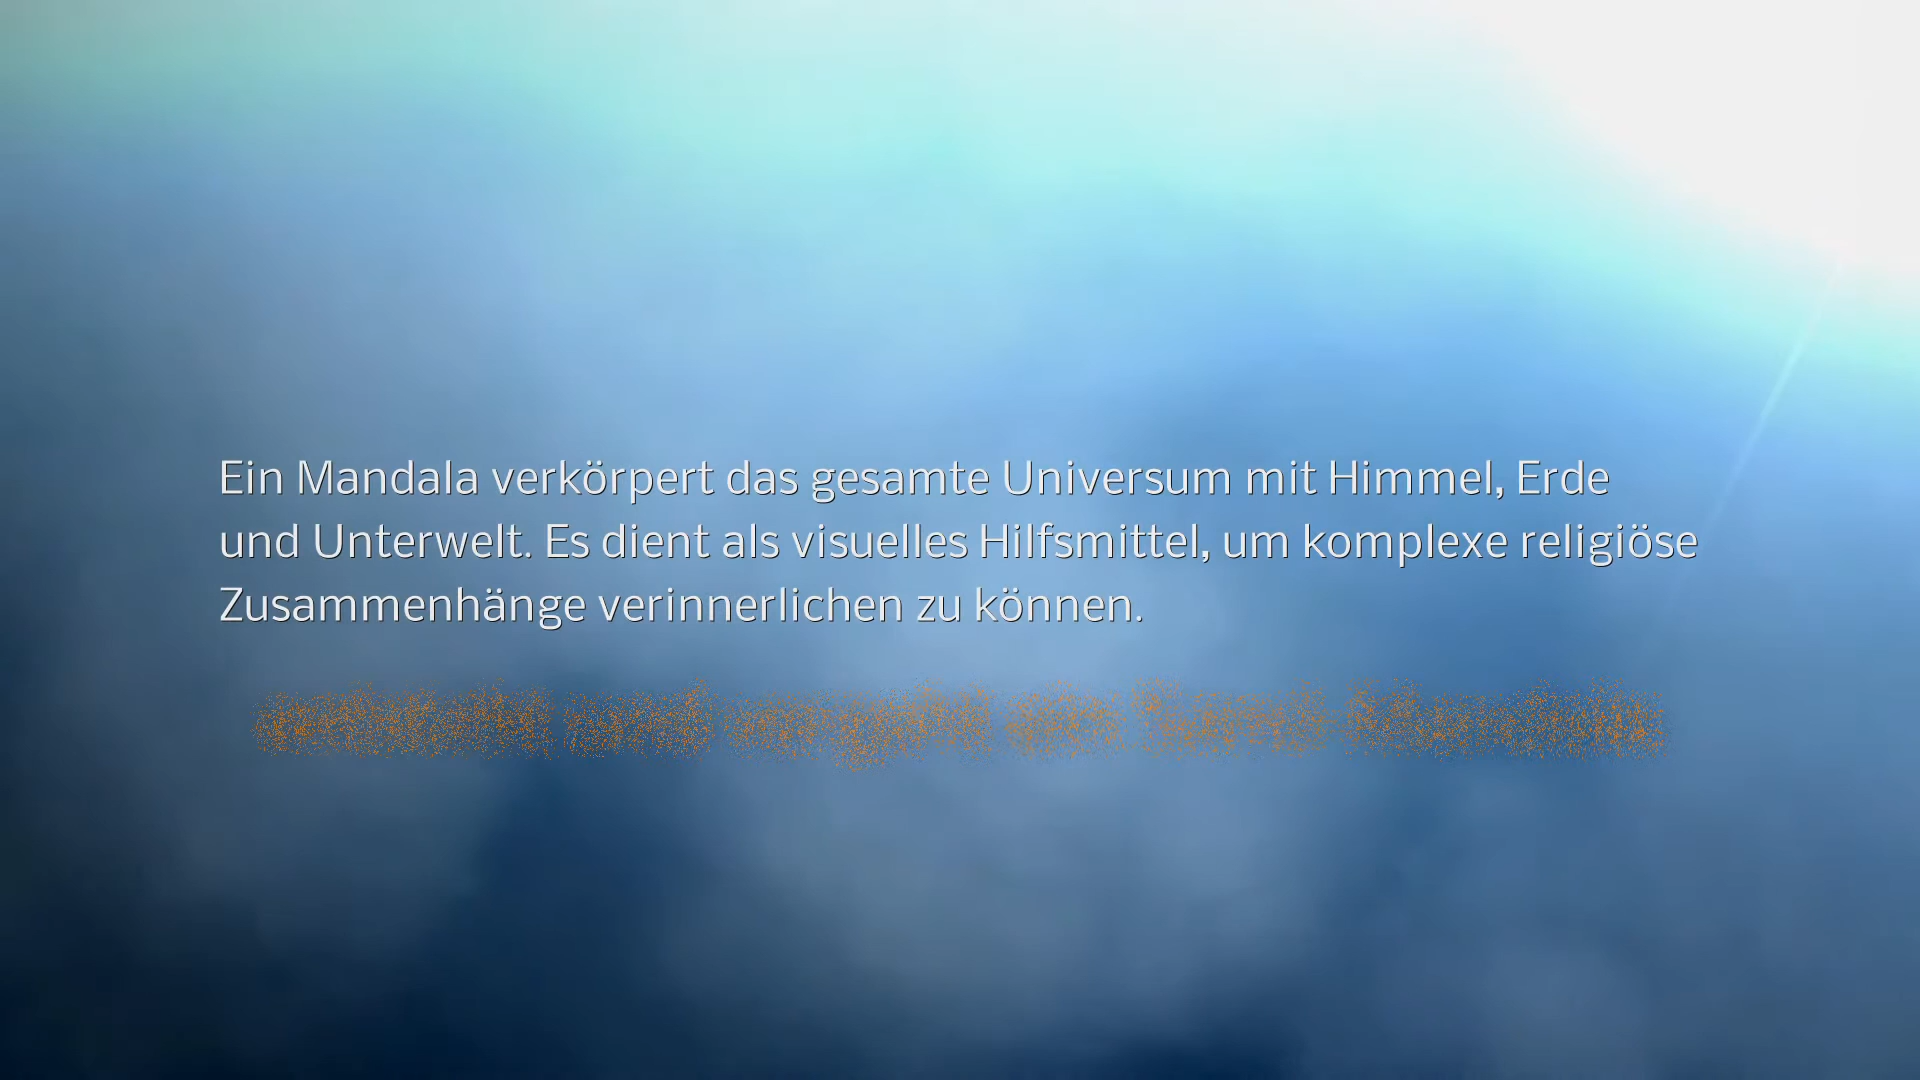 Ein Mandala verkörpert das gesamte Universum mit Himmel, Erde
und Unterwelt. Es dient als visuelles Hilfsmittel, um komplexe religiöse
Zusammenhänge verinnerlichen zu können.